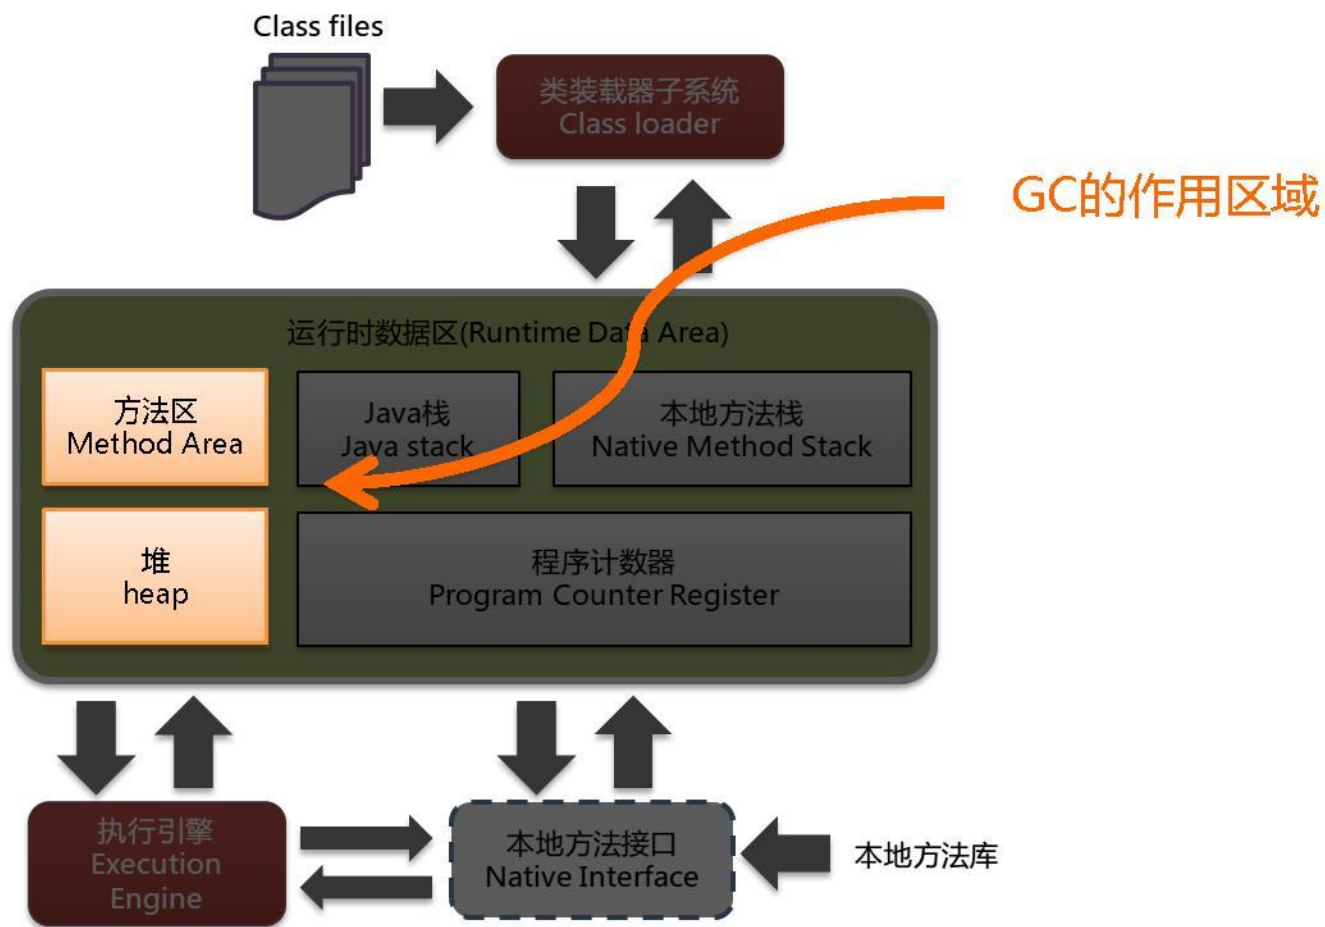 Class files
类装载器子系统
Class loader
GC的作用区域
运行时数据区(Runtime Data Area)
方法区
Method Area
Java栈
Java stack
本地方法栈
Native Method Stack
堆
heap
程序计数器
Program Counter Register
执行引擎
Execution
Engine
本地方法接口
Native Interface
本地方法库